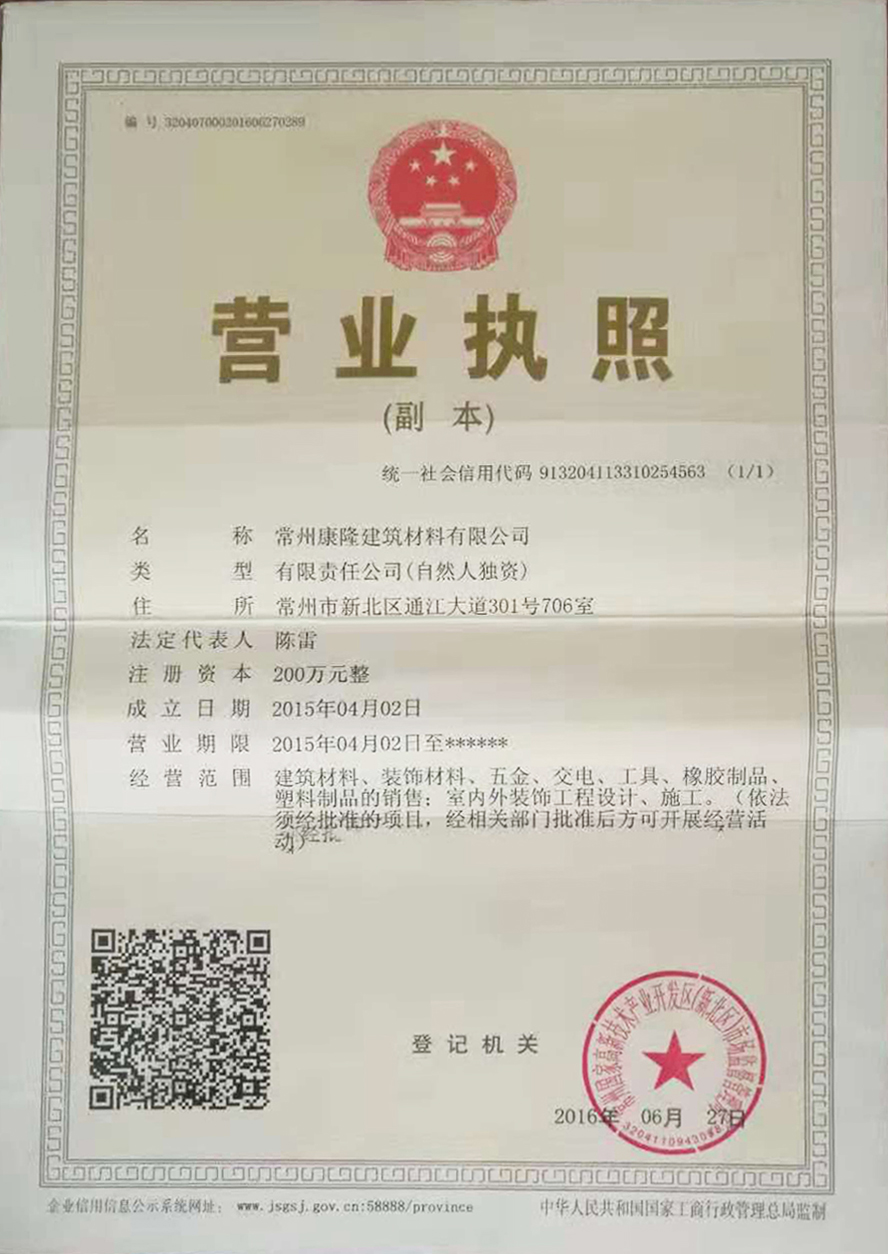 编 号 320407000201606270289
营业执照
(副 本)
统一社会信用代码 913204113310254563 (1/1)
名 称 常州康隆建筑材料有限公司
类 型 有限责任公司(自然人独资)
住 所 常州市新北区通江大道301号706室
法定代表人 陈雷
注册资本 200万元整
成立日期 2015年04月02日
营业期限 2015年04月02日至******
经营范围 建筑材料、装饰材料、五金、交电、工具、橡胶制品、
塑料制品的销售；室内外装饰工程设计、施工。（依法
须经批准的项目，经相关部门批准后方可开展经营活
动）
登记机关
2016年 06月 27日
企业信用信息公示系统网址： www.jsgsj.gov.cn:58888/province
中华人民共和国国家工商行政管理总局监制